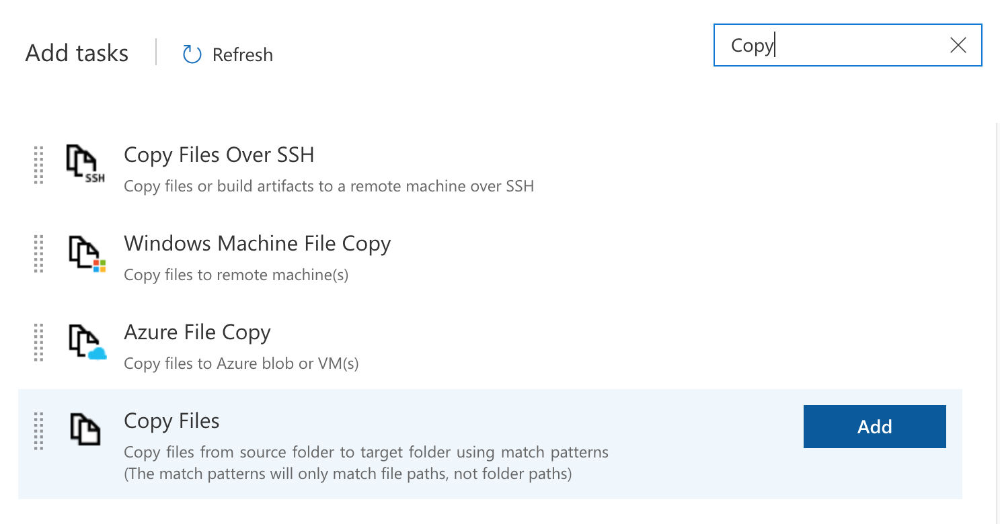 Add tasks
Refresh
Copy
Copy Files Over SSH
SSH
Copy files or build artifacts to a remote machine over SSH
Windows Machine File Copy
Copy files to remote machine(s)
Azure File Copy
Copy files to Azure blob or VM(s)
Copy Files
Add
Copy files from source folder to target folder using match patterns
(The match patterns will only match file paths, not folder paths)